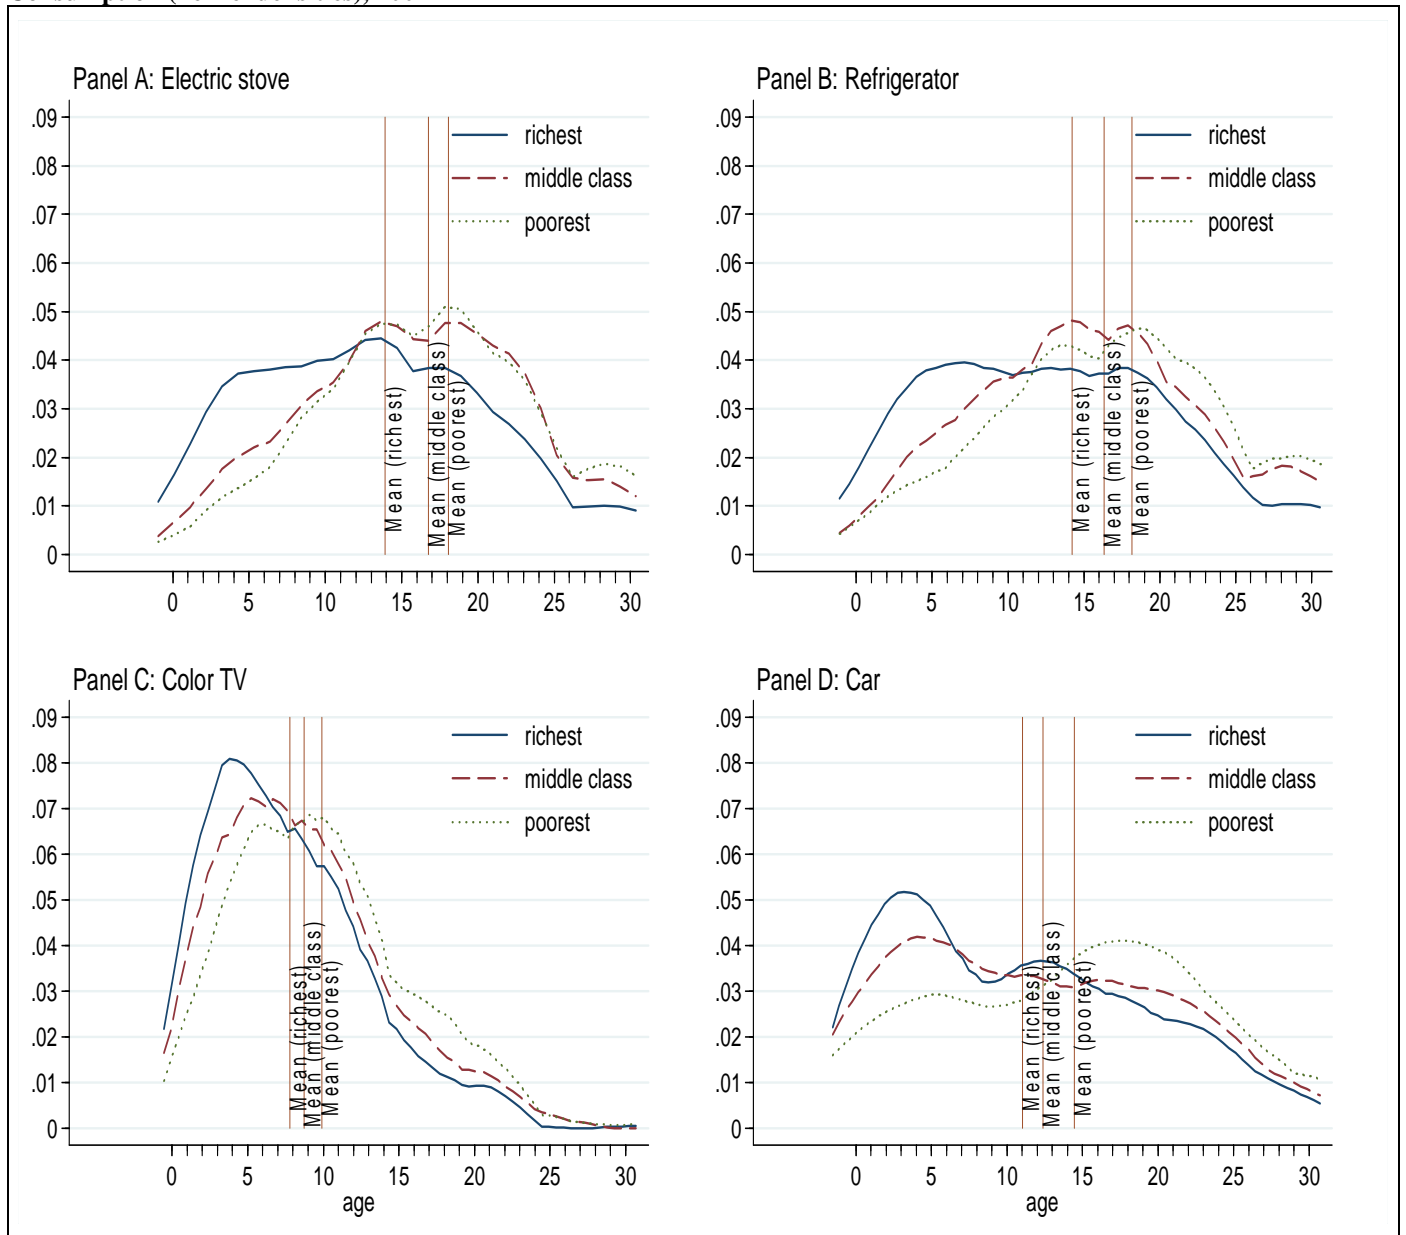 Panel A: Electric stove
.09
.08
.07
.06
.05
.04
.03
.02
.01
0
richest
middle class
poorest
Mean (richest)
Mean (middle class)
Mean (poorest)
0 5 10 15 20 25 30
Panel B: Refrigerator
.09
.08
.07
.06
.05
.04
.03
.02
.01
0
richest
middle class
poorest
Mean (richest)
Mean (middle class)
Mean (poorest)
0 5 10 15 20 25 30
Panel C: Color TV
.09
.08
.07
.06
.05
.04
.03
.02
.01
0
richest
middle class
poorest
Mean (richest)
Mean (middle class)
Mean (poorest)
0 5 10 15 20 25 30
age
Panel D: Car
.09
.08
.07
.06
.05
.04
.03
.02
.01
0
richest
middle class
poorest
Mean (richest)
Mean (middle class)
Mean (poorest)
0 5 10 15 20 25 30
age